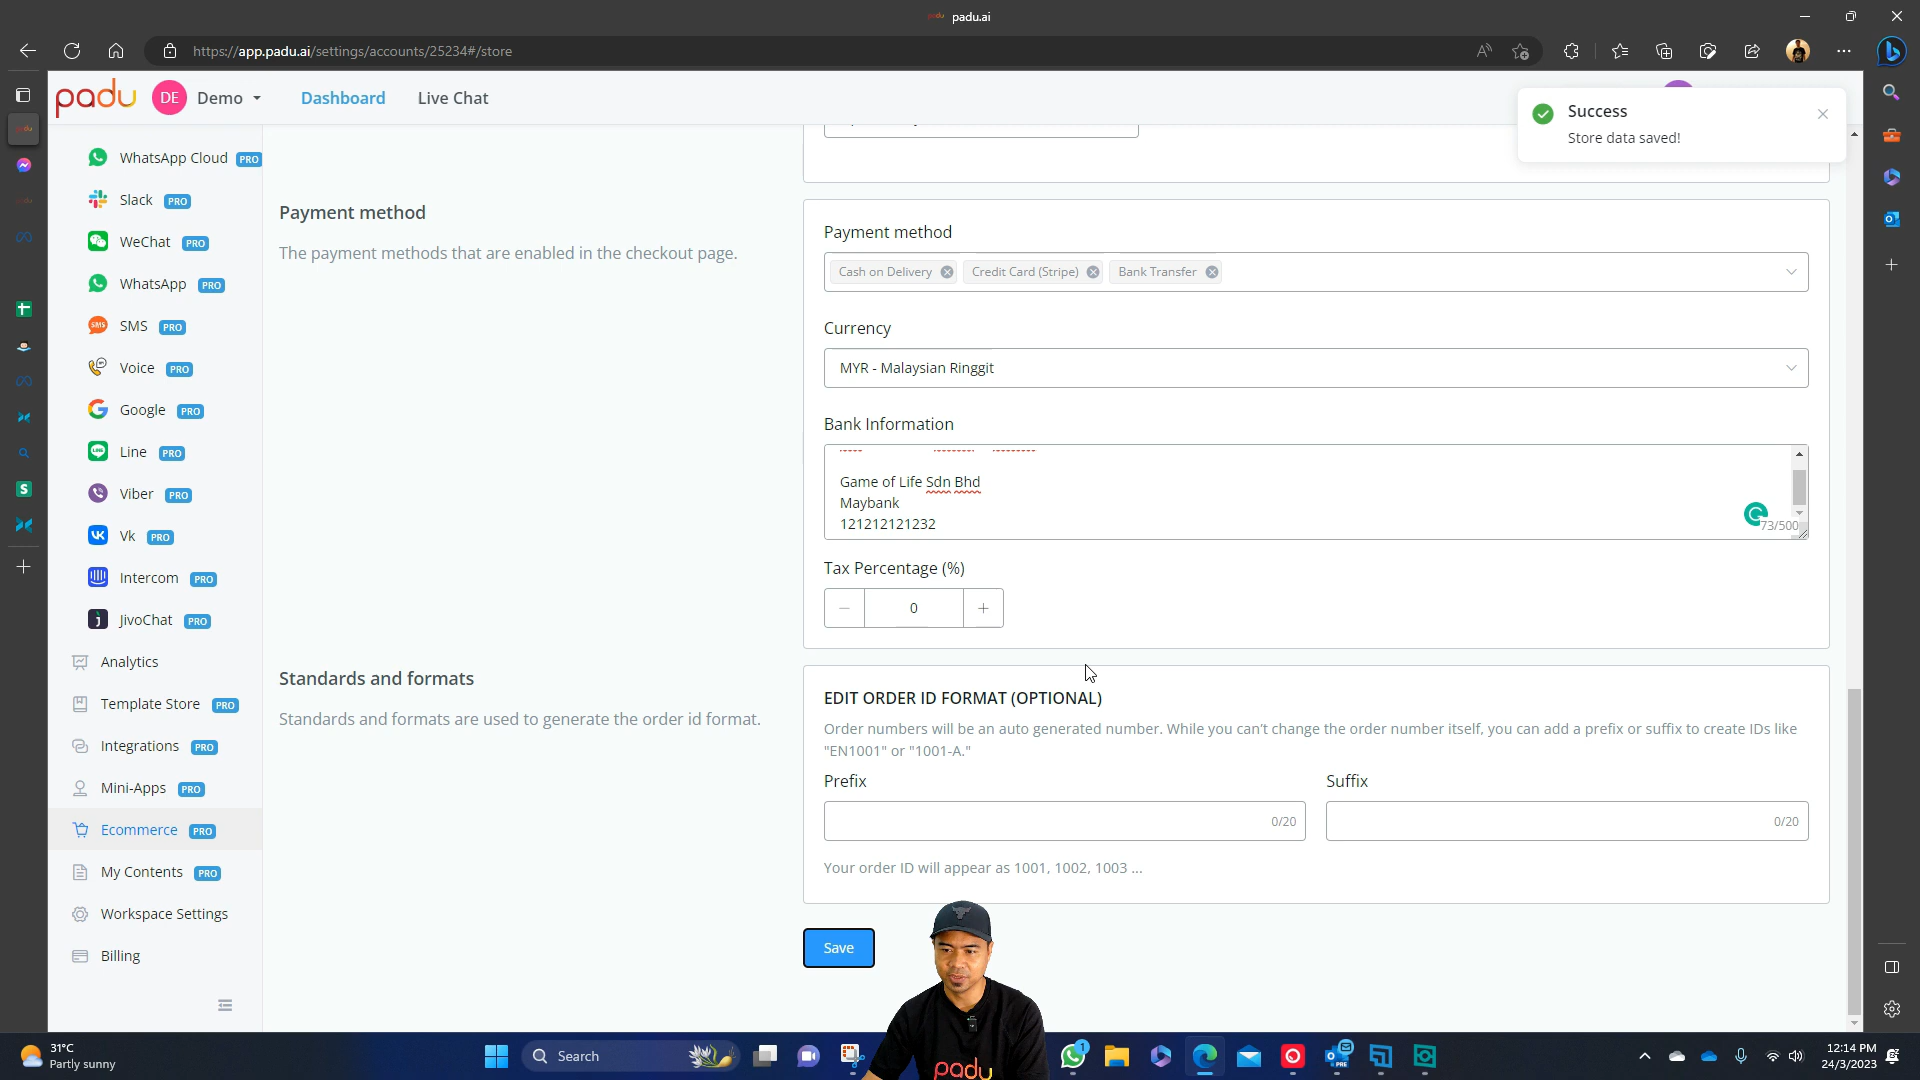 padu.ai
https://app.padu.ai/settings/accounts/25234#/store
padu
DE
Demo
Dashboard
Live Chat
Success
Store data saved!
WhatsApp Cloud PRO
Slack PRO
WeChat PRO
WhatsApp PRO
SMS PRO
Voice PRO
Google PRO
Line PRO
Viber PRO
Vk PRO
Intercom PRO
JivoChat PRO
Analytics
Template Store PRO
Integrations PRO
Mini-Apps PRO
Ecommerce PRO
My Contents PRO
Workspace Settings
Billing
Payment method
The payment methods that are enabled in the checkout page.
Payment method
Cash on Delivery
Credit Card (Stripe)
Bank Transfer
Currency
MYR - Malaysian Ringgit
Bank Information
Game of Life Sdn Bhd
Maybank
121212121232
73/500
Tax Percentage (%)
0
Standards and formats
Standards and formats are used to generate the order id format.
EDIT ORDER ID FORMAT (OPTIONAL)
Order numbers will be an auto generated number. While you can't change the order number itself, you can add a prefix or suffix to create IDs like
"EN1001" or "1001-A."
Prefix
Suffix
0/20
0/20
Your order ID will appear as 1001, 1002, 1003 ...
Save
padu
31°C
Partly sunny
Search
1
PRE
12:14 PM
24/3/2023